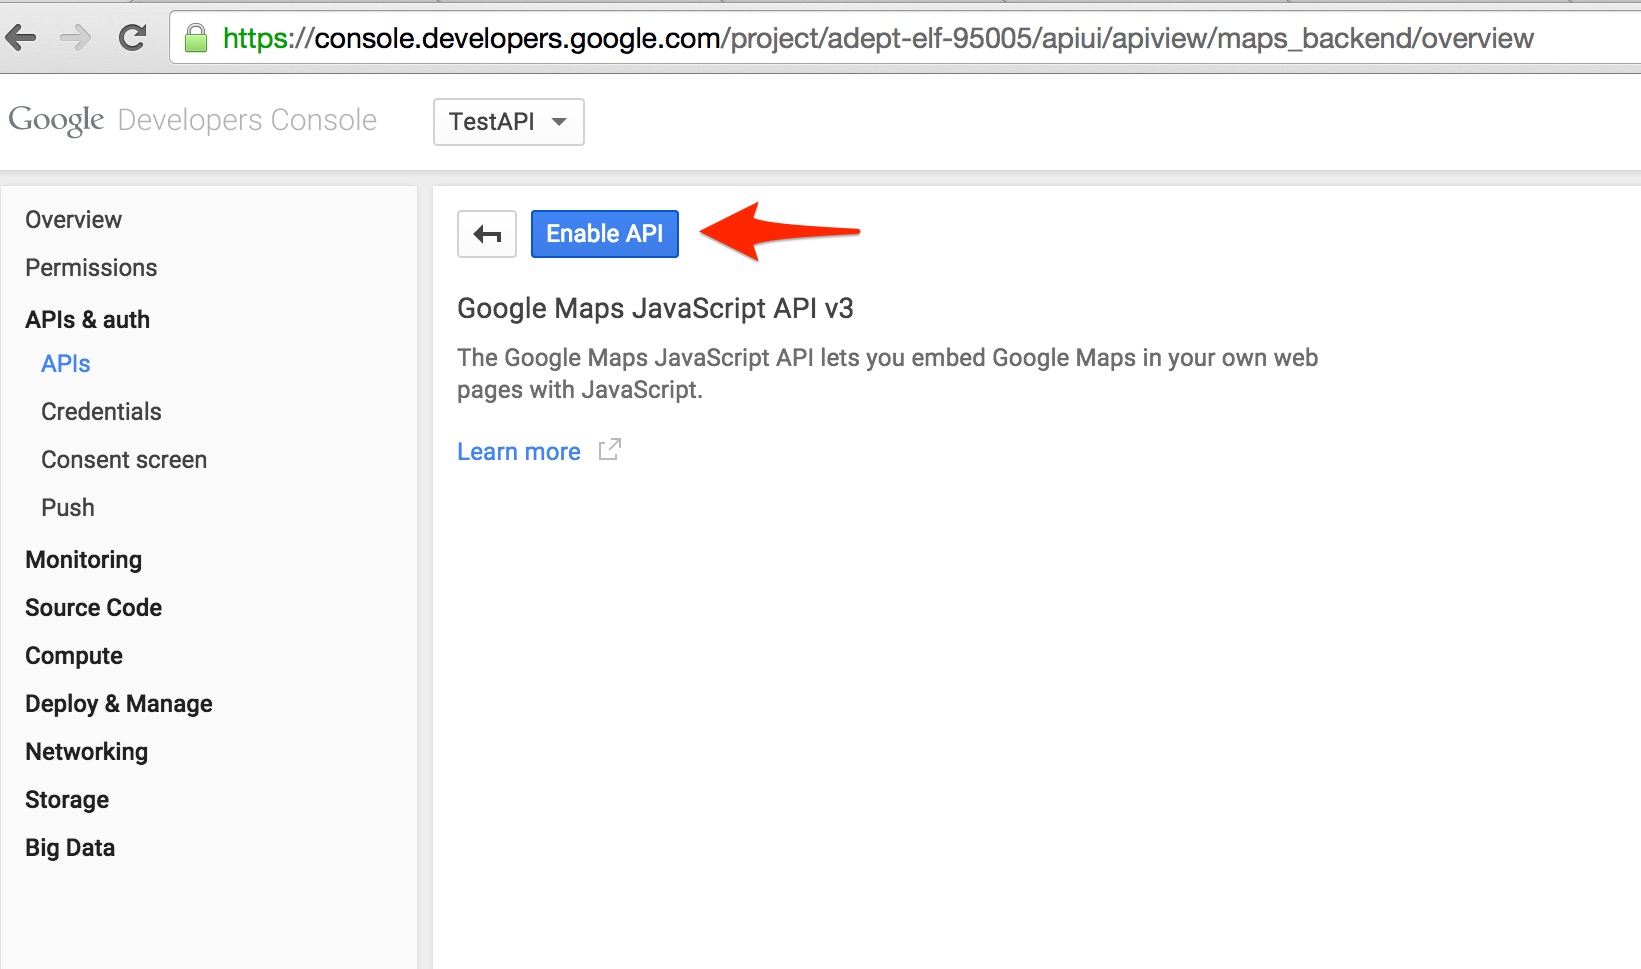 https://console.developers.google.com/project/adept-elf-95005/apiui/apiview/maps_backend/overview
Google Developers Console
TestAPI
Overview
Permissions
APIs & auth
APIs
Credentials
Consent screen
Push
Monitoring
Source Code
Compute
Deploy & Manage
Networking
Storage
Big Data
Enable API
Google Maps JavaScript API v3
The Google Maps JavaScript API lets you embed Google Maps in your own web
pages with JavaScript.
Learn more